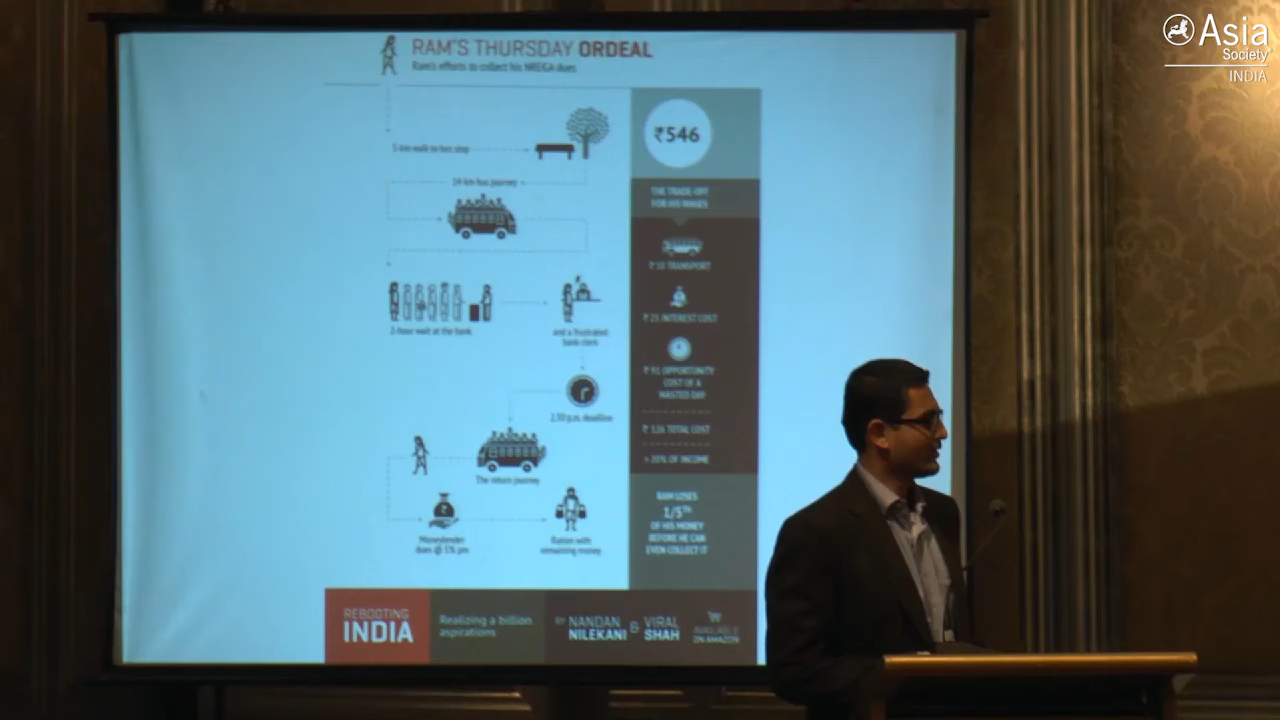 Asia
Society
INDIA
RAM'S THURSDAY ORDEAL
Ram's efforts to collect his NREGA dues
5-km walk to bus stop
14-km bus journey
2-hour wait at the bank
and a frustrated
bank clerk
2.30 p.m. deadline
The return journey
Moneylender
dues @ 5% pm
Ration with
remaining money
₹546
THE TRADE-OFF
FOR HIS WAGES
₹ 10 TRANSPORT
₹ 25 INTEREST COST
₹ 91 OPPORTUNITY
COST OF A
WASTED DAY
₹ 126 TOTAL COST
OF INCOME
RAM LOSES
1/5TH
OF HIS MONEY
BEFORE HE CAN
EVEN COLLECT IT
REBOOTING
INDIA
Realizing a billion
aspirations
BY NANDAN
NILEKANI & VIRAL
SHAH
AVAILABLE
ON AMAZON